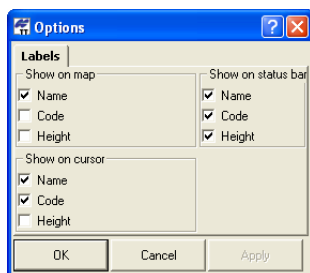 Options
Labels
Show on map
Name
Code
Height
Show on status bar
Name
Code
Height
Show on cursor
Name
Code
Height
OK Cancel Apply